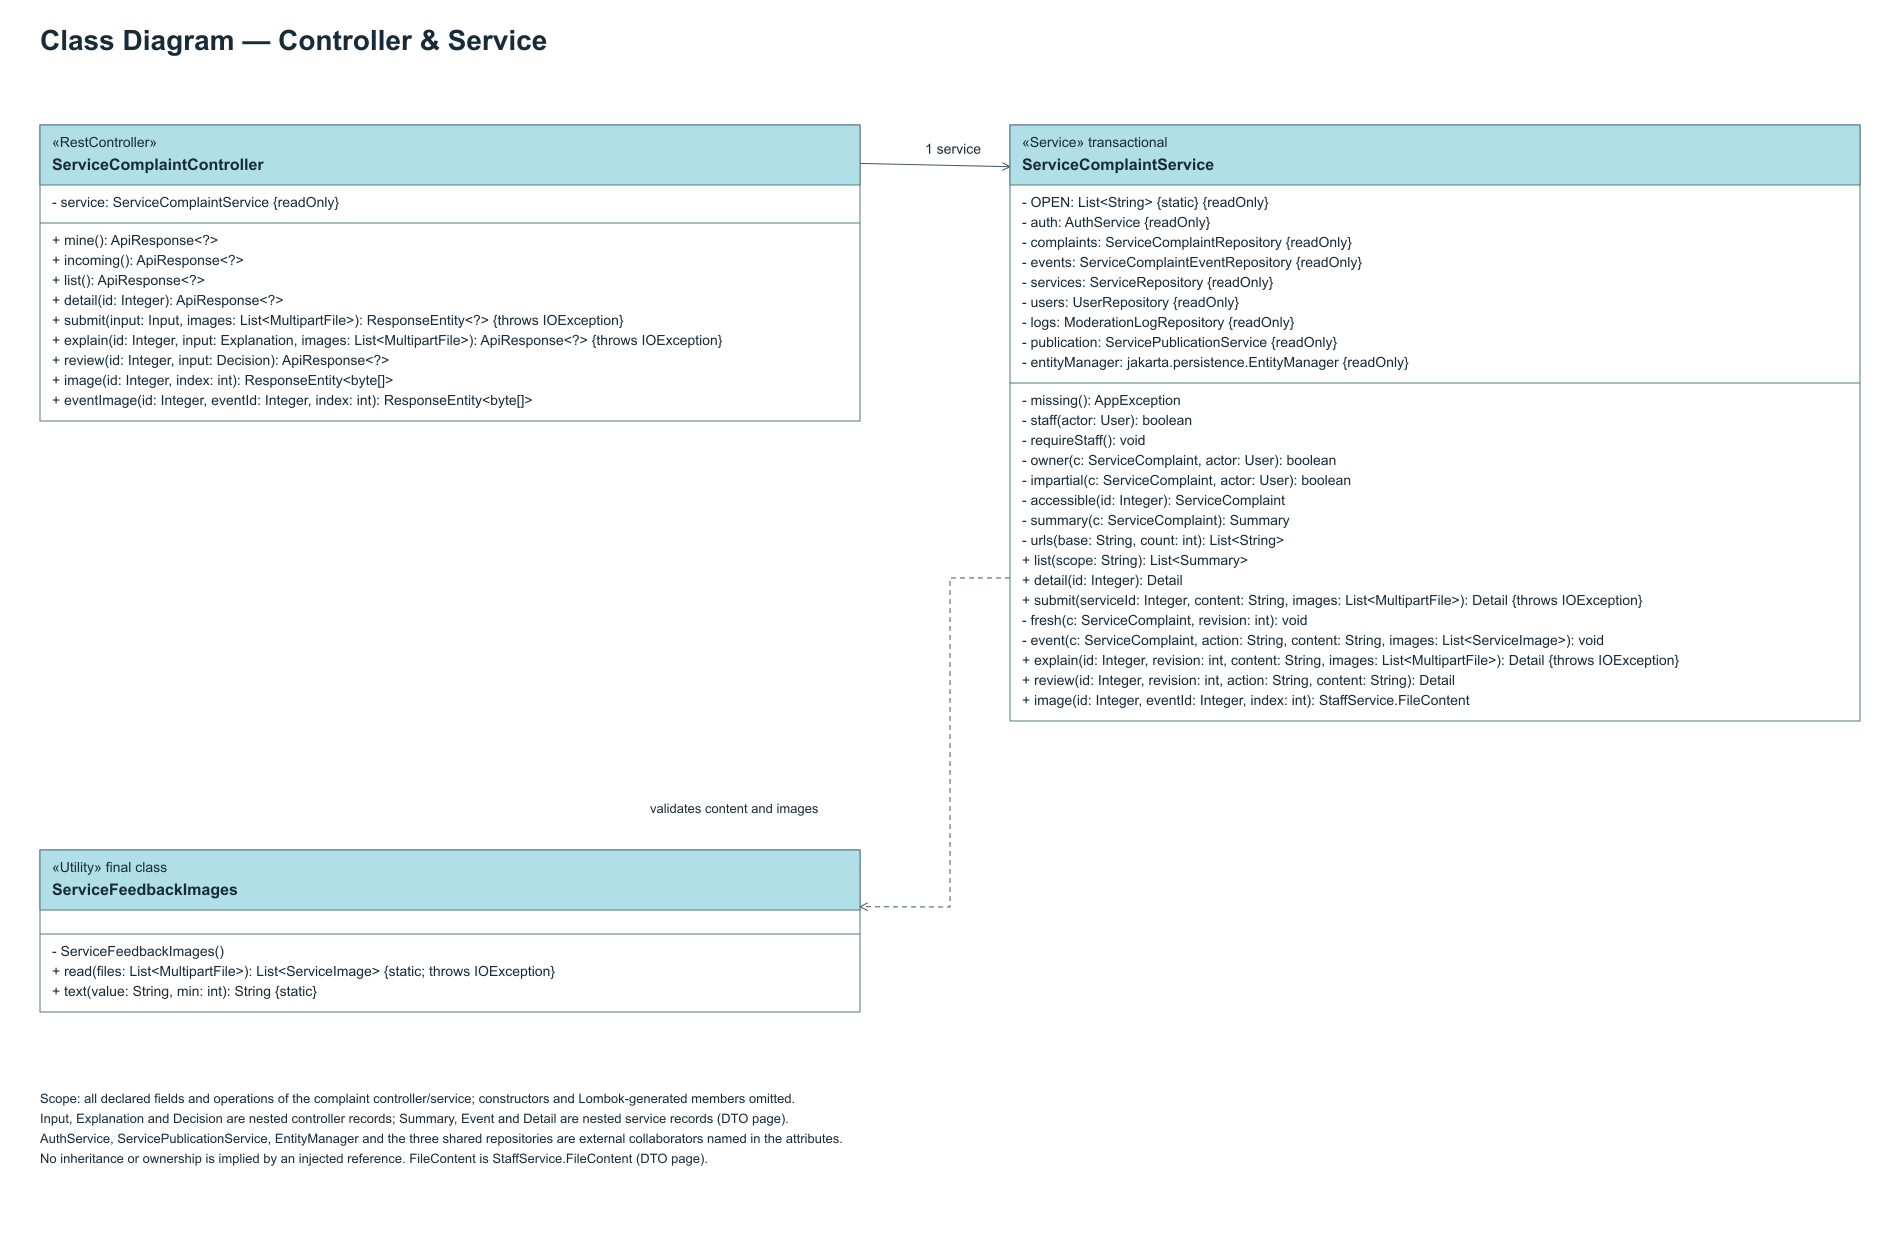 Class Diagram — Controller & Service
«RestController»
ServiceComplaintController
- service: ServiceComplaintService {readOnly}
+ mine(): ApiResponse<?>
+ incoming(): ApiResponse<?>
+ list(): ApiResponse<?>
+ detail(id: Integer): ApiResponse<?>
+ submit(input: Input, images: List<MultipartFile>): ResponseEntity<?> {throws IOException}
+ explain(id: Integer, input: Explanation, images: List<MultipartFile>): ApiResponse<?> {throws IOException}
+ review(id: Integer, input: Decision): ApiResponse<?>
+ image(id: Integer, index: int): ResponseEntity<byte[]>
+ eventImage(id: Integer, eventId: Integer, index: int): ResponseEntity<byte[]>
1 service
«Service» transactional
ServiceComplaintService
- OPEN: List<String> {static} {readOnly}
- auth: AuthService {readOnly}
- complaints: ServiceComplaintRepository {readOnly}
- events: ServiceComplaintEventRepository {readOnly}
- services: ServiceRepository {readOnly}
- users: UserRepository {readOnly}
- logs: ModerationLogRepository {readOnly}
- publication: ServicePublicationService {readOnly}
- entityManager: jakarta.persistence.EntityManager {readOnly}
- missing(): AppException
- staff(actor: User): boolean
- requireStaff(): void
- owner(c: ServiceComplaint, actor: User): boolean
- impartial(c: ServiceComplaint, actor: User): boolean
- accessible(id: Integer): ServiceComplaint
- summary(c: ServiceComplaint): Summary
- urls(base: String, count: int): List<String>
+ list(scope: String): List<Summary>
+ detail(id: Integer): Detail
+ submit(serviceId: Integer, content: String, images: List<MultipartFile>): Detail {throws IOException}
- fresh(c: ServiceComplaint, revision: int): void
- event(c: ServiceComplaint, action: String, content: String, images: List<ServiceImage>): void
+ explain(id: Integer, revision: int, content: String, images: List<MultipartFile>): Detail {throws IOException}
+ review(id: Integer, revision: int, action: String, content: String): Detail
+ image(id: Integer, eventId: Integer, index: int): StaffService.FileContent
validates content and images
«Utility» final class
ServiceFeedbackImages
- ServiceFeedbackImages()
+ read(files: List<MultipartFile>): List<ServiceImage> {static; throws IOException}
+ text(value: String, min: int): String {static}
Scope: all declared fields and operations of the complaint controller/service; constructors and Lombok-generated members omitted.
Input, Explanation and Decision are nested controller records; Summary, Event and Detail are nested service records (DTO page).
AuthService, ServicePublicationService, EntityManager and the three shared repositories are external collaborators named in the attributes.
No inheritance or ownership is implied by an injected reference. FileContent is StaffService.FileContent (DTO page).